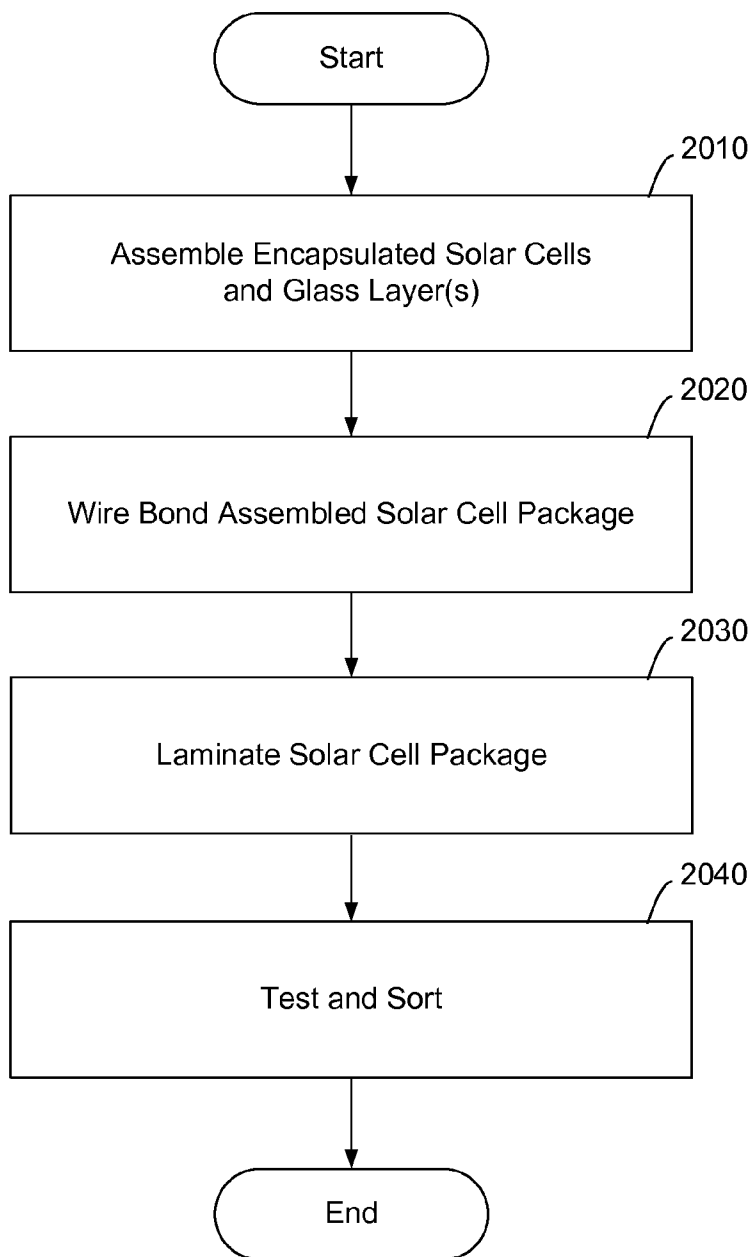 Start
2010
Assemble Encapsulated Solar Cells
and Glass Layer(s)
2020
Wire Bond Assembled Solar Cell Package
2030
Laminate Solar Cell Package
2040
Test and Sort
End